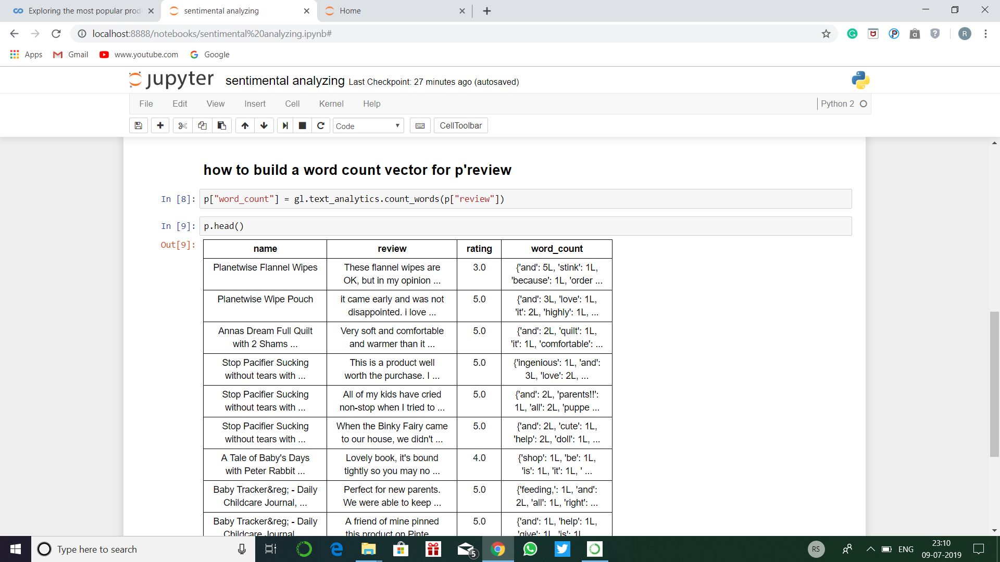 Exploring the most popular prod
sentimental analyzing
Home
localhost:8888/notebooks/sentimental%20analyzing.ipynb#
R
Apps
Gmail
www.youtube.com
Google
jupyter
sentimental analyzing Last Checkpoint: 27 minutes ago (autosaved)
File Edit View Insert Cell Kernel Help
Python 2
Code
CellToolbar
how to build a word count vector for p'review
In [8]: p["word_count"] = gl.text_analytics.count_words(p["review"])
In [9]: p.head()
Out[9]:
name review rating word_count
Planetwise Flannel Wipes These flannel wipes are 3.0 {'and': 5L, 'stink': 1L,
OK, but in my opinion ... 'because': 1L, 'order ...
Planetwise Wipe Pouch it came early and was not 5.0 {'and': 3L, 'love': 1L,
disappointed. i love ... 'it': 2L, 'highly': 1L, ...
Annas Dream Full Quilt Very soft and comfortable 5.0 {'and': 2L, 'quilt': 1L,
with 2 Shams ... and warmer than it ... 'it': 1L, 'comfortable': ...
Stop Pacifier Sucking This is a product well 5.0 {'ingenious': 1L, 'and':
without tears with ... worth the purchase. I ... 3L, 'love': 2L, ...
Stop Pacifier Sucking All of my kids have cried 5.0 {'and': 2L, 'parents!!':
without tears with ... non-stop when I tried to ... 1L, 'all': 2L, 'puppe ...
Stop Pacifier Sucking When the Binky Fairy came 5.0 {'and': 2L, 'cute': 1L,
without tears with ... to our house, we didn't ... 'help': 2L, 'doll': 1L, ...
A Tale of Baby's Days Lovely book, it's bound 4.0 {'shop': 1L, 'be': 1L,
with Peter Rabbit ... tightly so you may no ... 'is': 1L, 'it': 1L, ' ...
Baby Tracker&reg; - Daily Perfect for new parents. 5.0 {'feeding,': 1L, 'and':
Childcare Journal, ... We were able to keep ... 2L, 'all': 1L, 'right': ...
Baby Tracker&reg; - Daily A friend of mine pinned 5.0 {'and': 1L, 'help': 1L,
Childcare Journal this product on Pinte 'give': 1L 'is': 1L
Type here to search
5
RS
ENG
23:10
09-07-2019